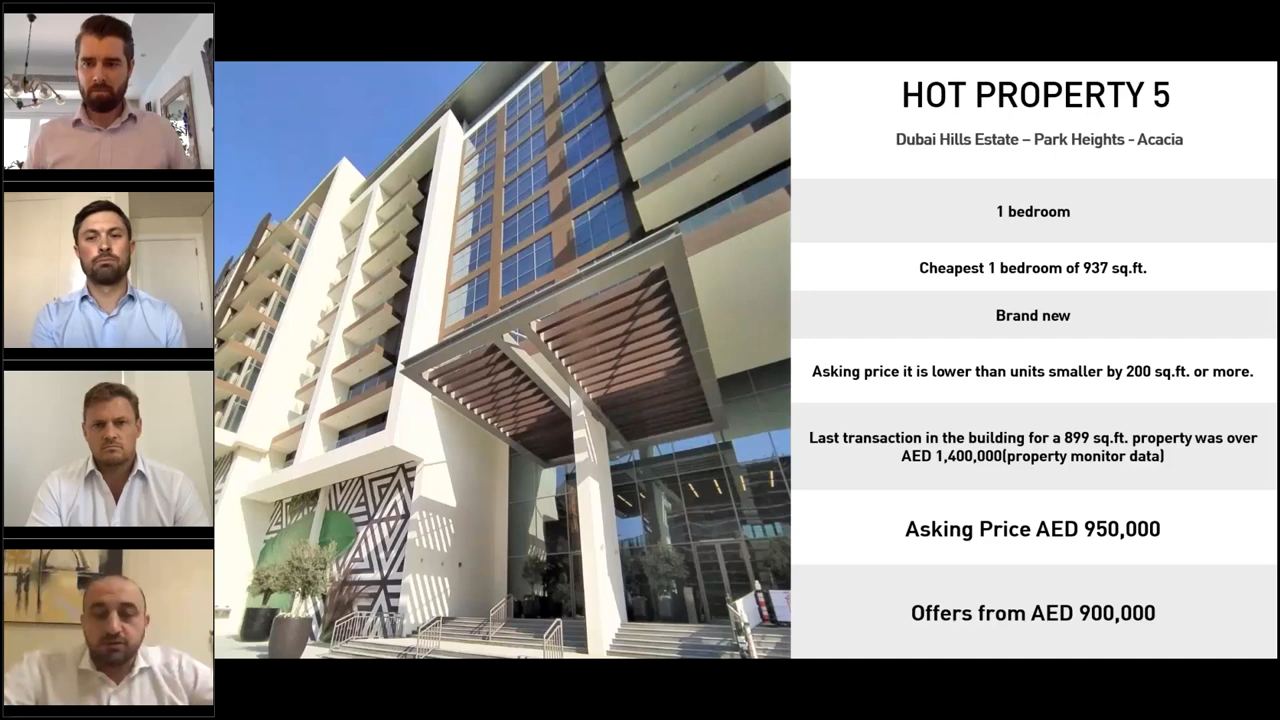 HOT PROPERTY 5
Dubai Hills Estate – Park Heights - Acacia
1 bedroom
Cheapest 1 bedroom of 937 sq.ft.
Brand new
Asking price it is lower than units smaller by 200 sq.ft. or more.
Last transaction in the building for a 899 sq.ft. property was over
AED 1,400,000(property monitor data)
Asking Price AED 950,000
Offers from AED 900,000